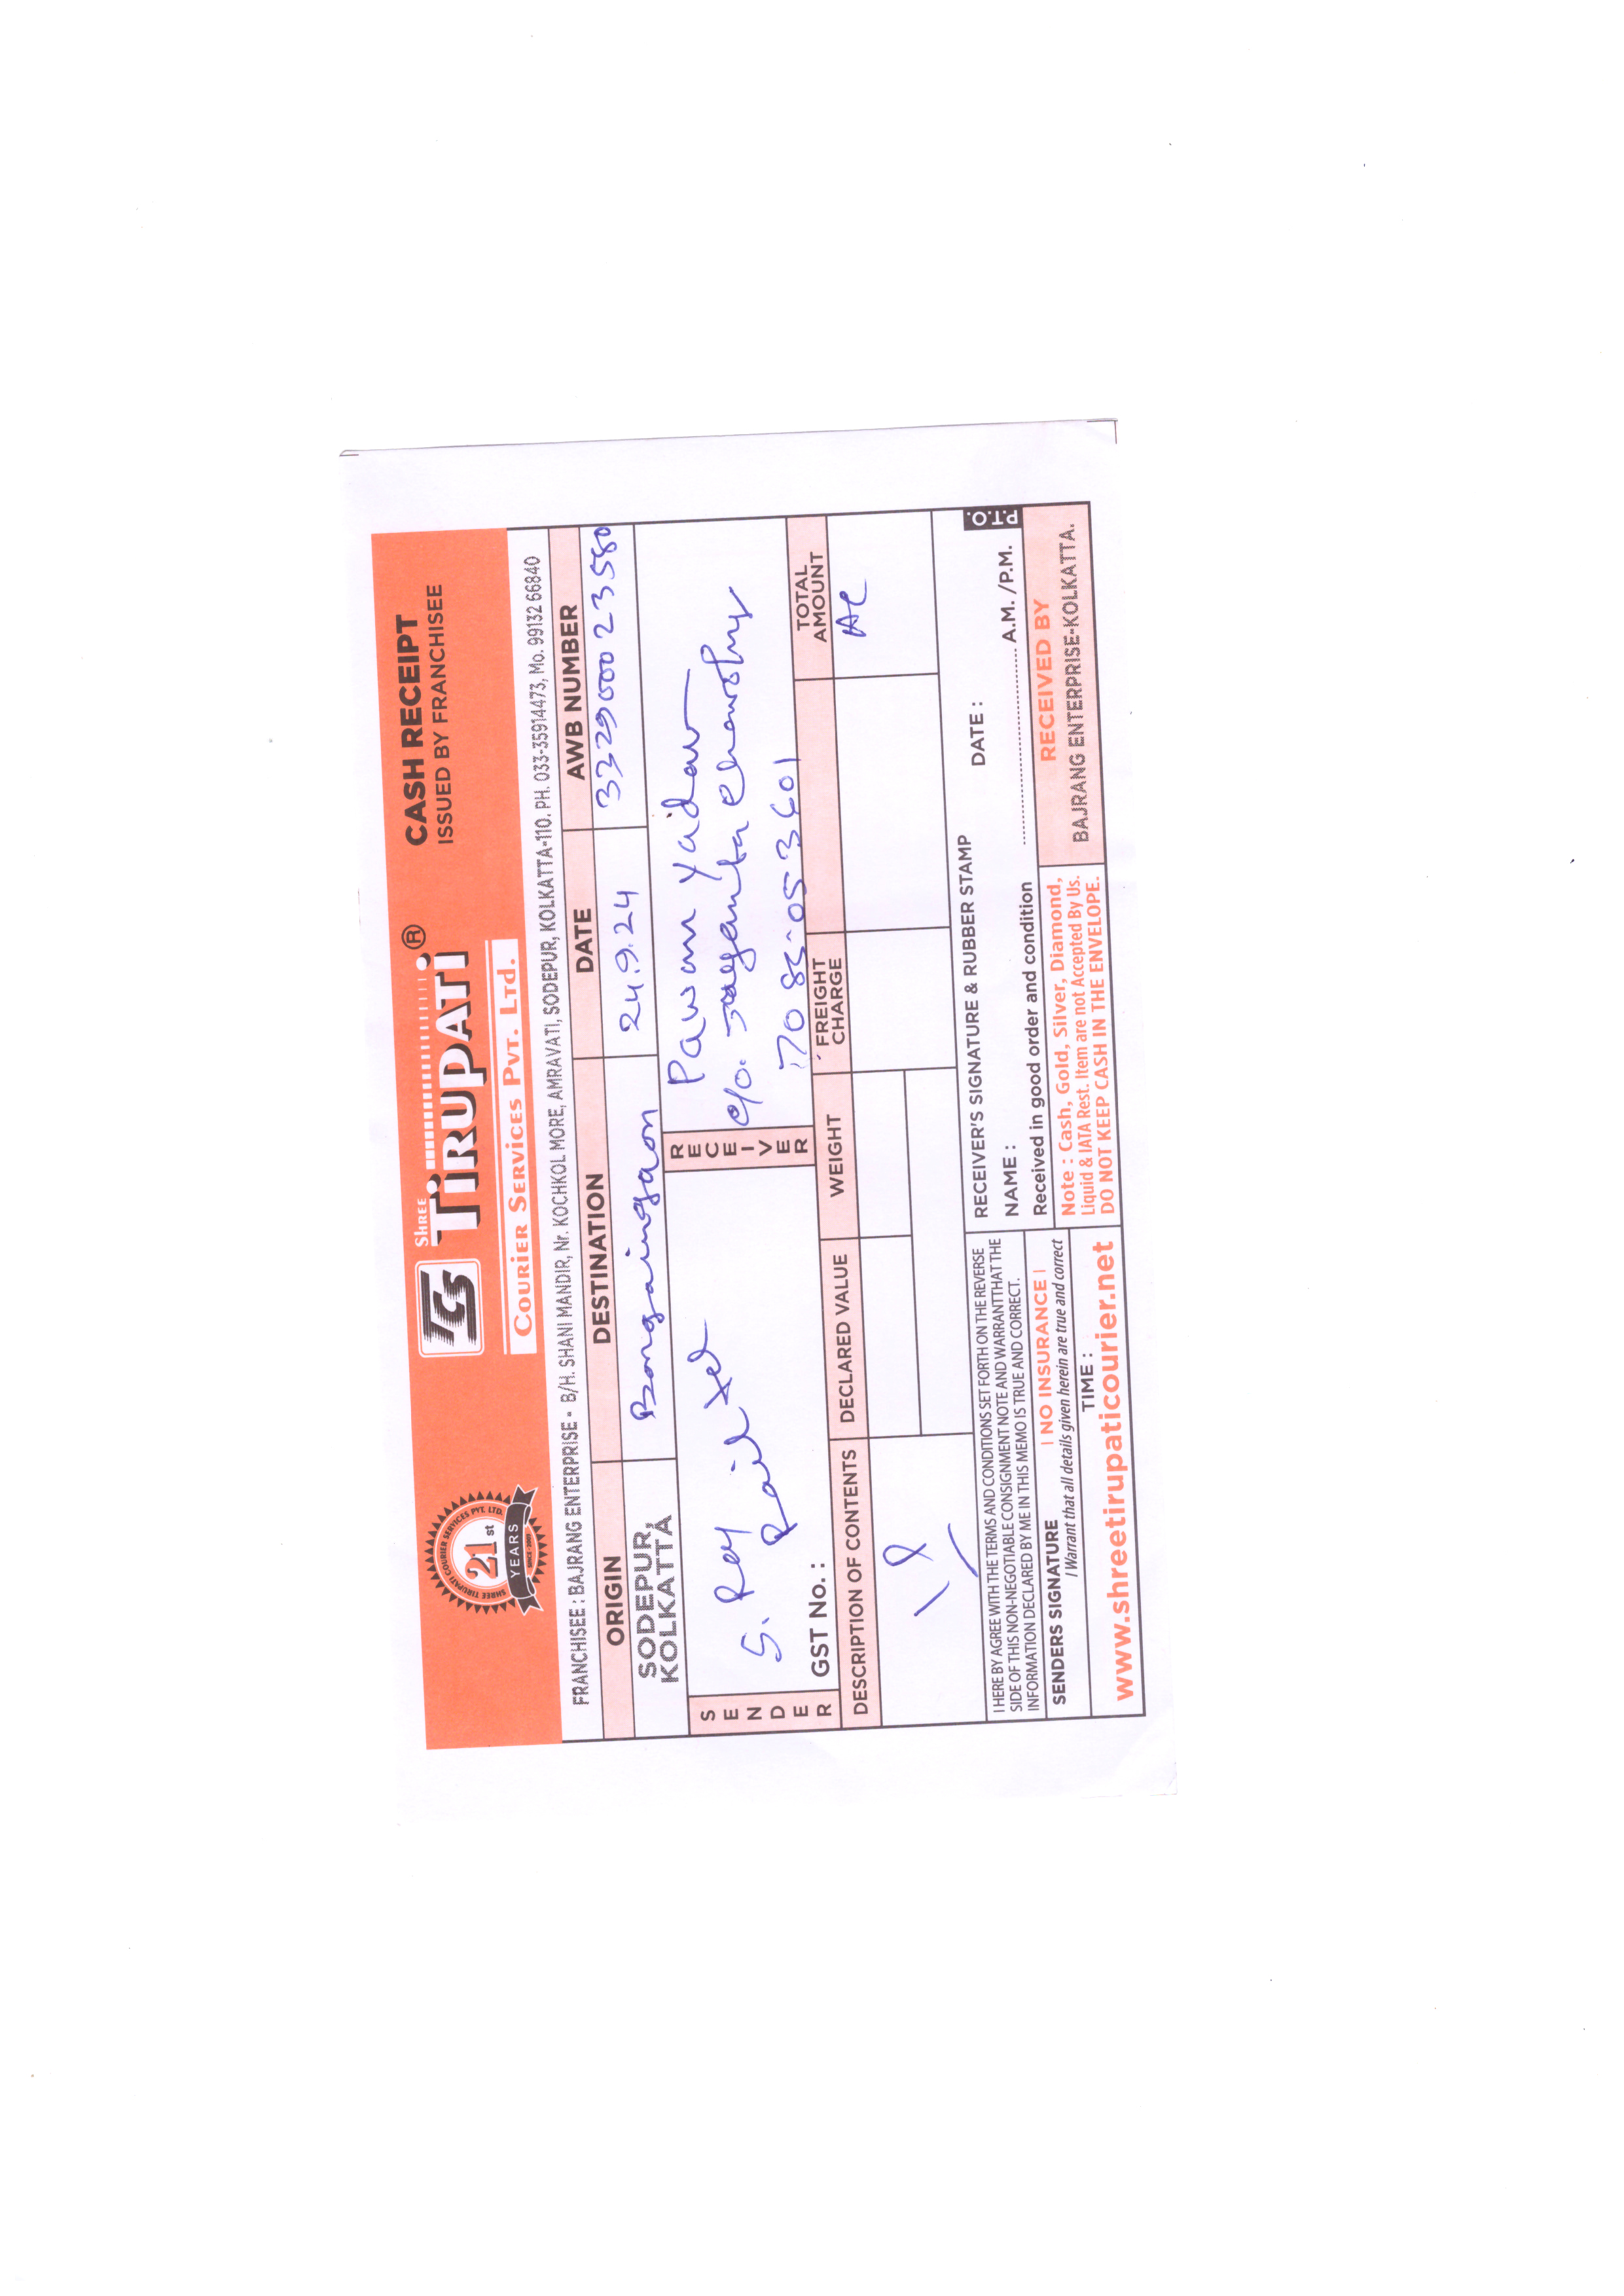 SHREE TIRUPATI COURIER SERVICES PVT. LTD. 21st YEARS SINCE 2001
TCS
SHREE
TIRUPATI ®
COURIER SERVICES PVT. LTD.
CASH RECEIPT
ISSUED BY FRANCHISEE
FRANCHISEE : BAJRANG ENTERPRISE - B/H. SHANI MANDIR, Nr. KOCHKOL MORE, AMRAVATI, SODEPUR, KOLKATTA-110. PH. 033-35914473, Mo. 99132 66840
ORIGIN DESTINATION DATE AWB NUMBER
SODEPUR, KOLKATTA Bongaingaon 24.9.24 332900023580
SENDER
S. Roy
GST No. :
RECEIVER
Pawan Yadav
c/o. Jayanta Chowdhry
DESCRIPTION OF CONTENTS DECLARED VALUE WEIGHT FREIGHT CHARGE TOTAL AMOUNT
I HERE BY AGREE WITH THE TERMS AND CONDITIONS SET FORTH ON THE REVERSE
SIDE OF THIS NON-NEGOTIABLE CONSIGNMENT NOTE AND WARRANT THAT THE
INFORMATION DECLARED BY ME IN THIS MEMO IS TRUE AND CORRECT.
SENDERS SIGNATURE | NO INSURANCE |
I Warrant that all details given herein are true and correct
TIME :
www.shreetirupaticourier.net
RECEIVER'S SIGNATURE & RUBBER STAMP DATE : P.T.O.
NAME :
Received in good order and condition A.M. /P.M.
Note : Cash, Gold, Silver, Diamond,
Liquid & IATA Rest. Item are not Accepted By Us.
DO NOT KEEP CASH IN THE ENVELOPE.
RECEIVED BY
BAJRANG ENTERPRISE-KOLKATTA.